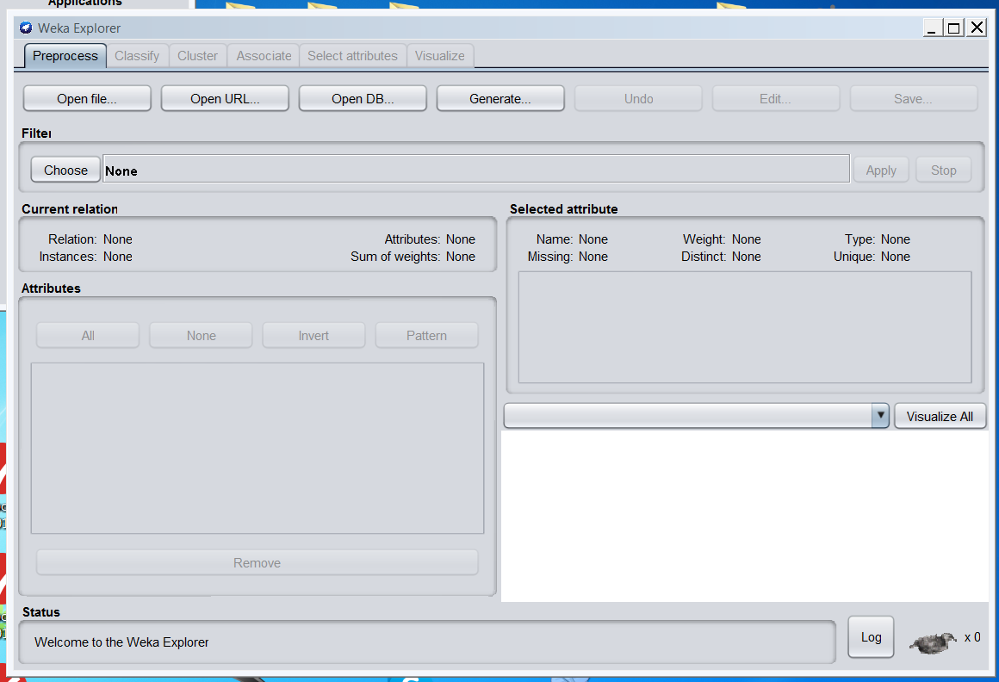 Applications
Weka Explorer
Preprocess Classify Cluster Associate Select attributes Visualize
Open file... Open URL... Open DB... Generate... Undo Edit... Save...
Filter
Choose None Apply Stop
Current relation
Relation: None Attributes: None
Instances: None Sum of weights: None
Selected attribute
Name: None Weight: None Type: None
Missing: None Distinct: None Unique: None
Attributes
All None Invert Pattern
Remove
Visualize All
Status
Welcome to the Weka Explorer
Log x 0